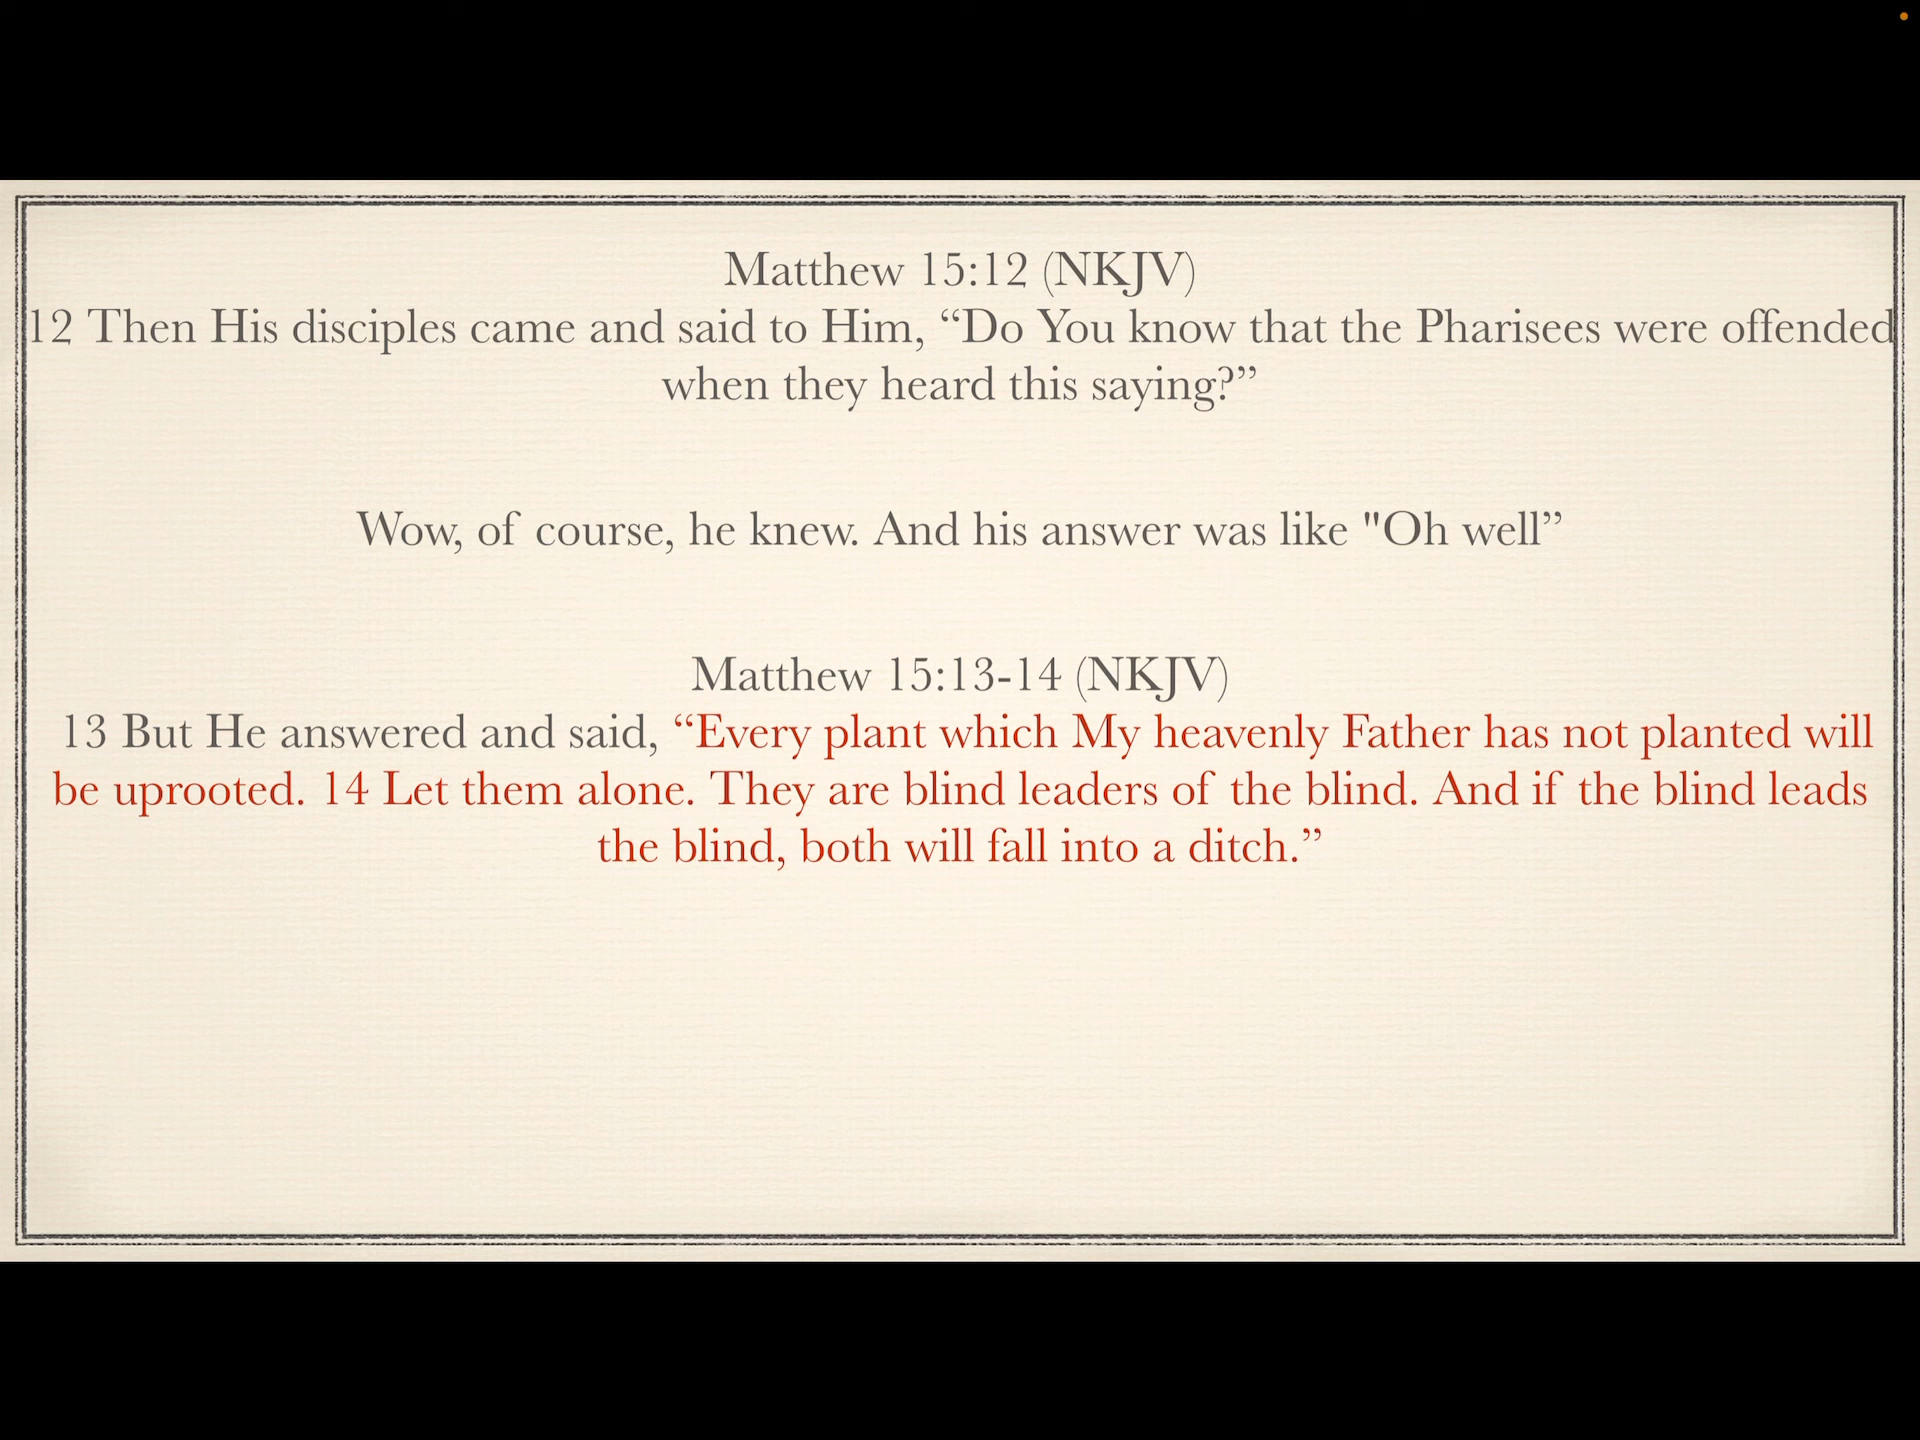 Matthew 15:12 (NKJV)
12 Then His disciples came and said to Him, “Do You know that the Pharisees were offended
when they heard this saying?”
Wow, of course, he knew. And his answer was like "Oh well”
Matthew 15:13-14 (NKJV)
13 But He answered and said, “Every plant which My heavenly Father has not planted will
be uprooted. 14 Let them alone. They are blind leaders of the blind. And if the blind leads
the blind, both will fall into a ditch.”